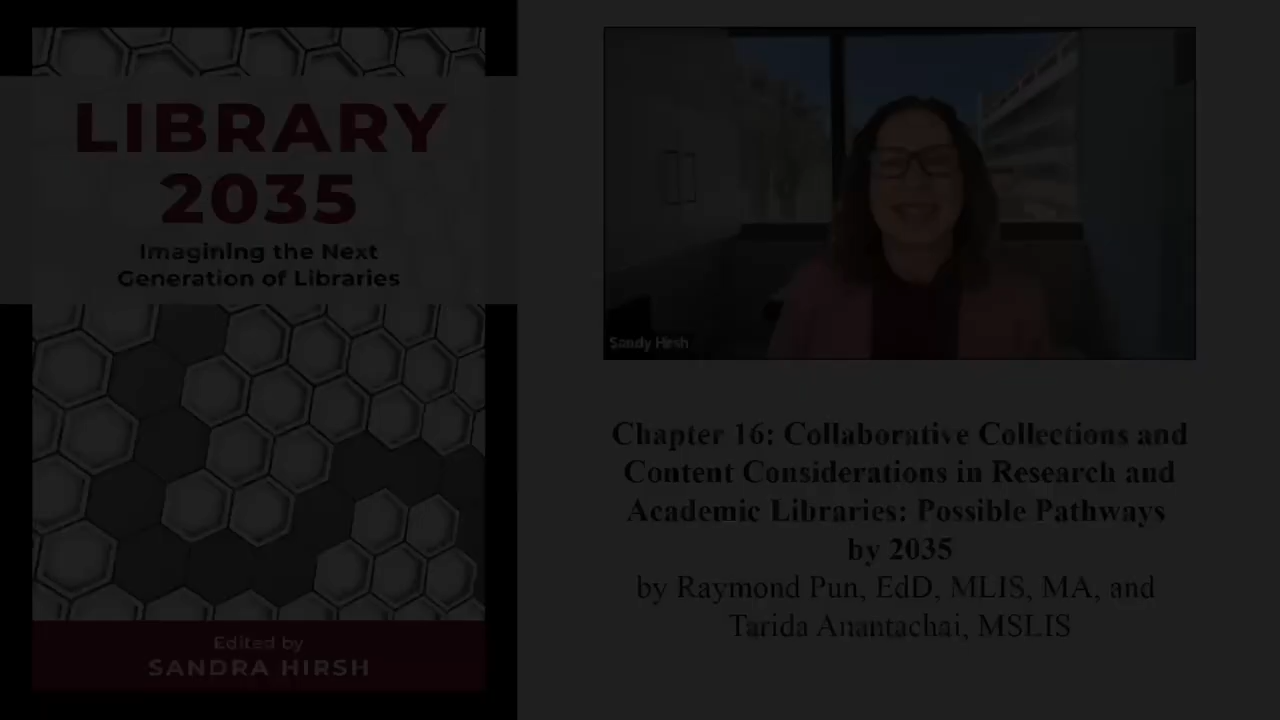 LIBRARY
2035
Imagining the Next
Generation of Libraries
Edited by
SANDRA HIRSH
Sandy Hirsh
Chapter 16: Collaborative Collections and
Content Considerations in Research and
Academic Libraries: Possible Pathways
by 2035
by Raymond Pun, EdD, MLIS, MA, and
Tarida Anantachai, MSLIS